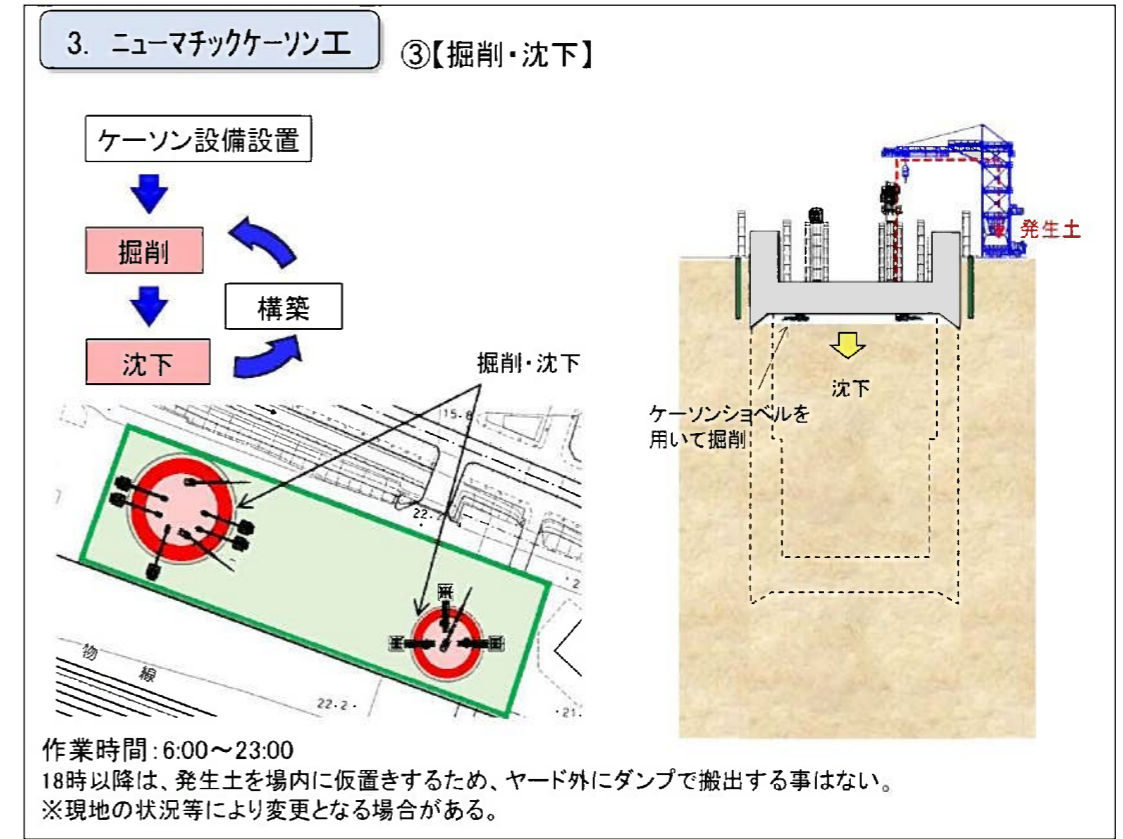 3. ニューマチックケーソン工
③【掘削・沈下】
ケーソン設備設置
掘削
構築
沈下
掘削・沈下
発生土
沈下
ケーソンショベルを
用いて掘削
15・8
22・
物
線
22・2・
・21・
作業時間:6:00～23:00
18時以降は、発生土を場内に仮置きするため、ヤード外にダンプで搬出する事はない。
※現地の状況等により変更となる場合がある。